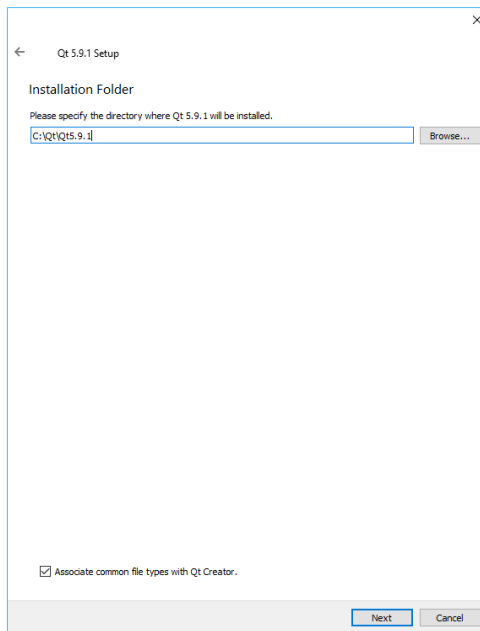 Qt 5.9.1 Setup
Installation Folder
Please specify the directory where Qt 5.9.1 will be installed.
C:\Qt\Qt5.9.1
Browse...
Associate common file types with Qt Creator.
Next
Cancel